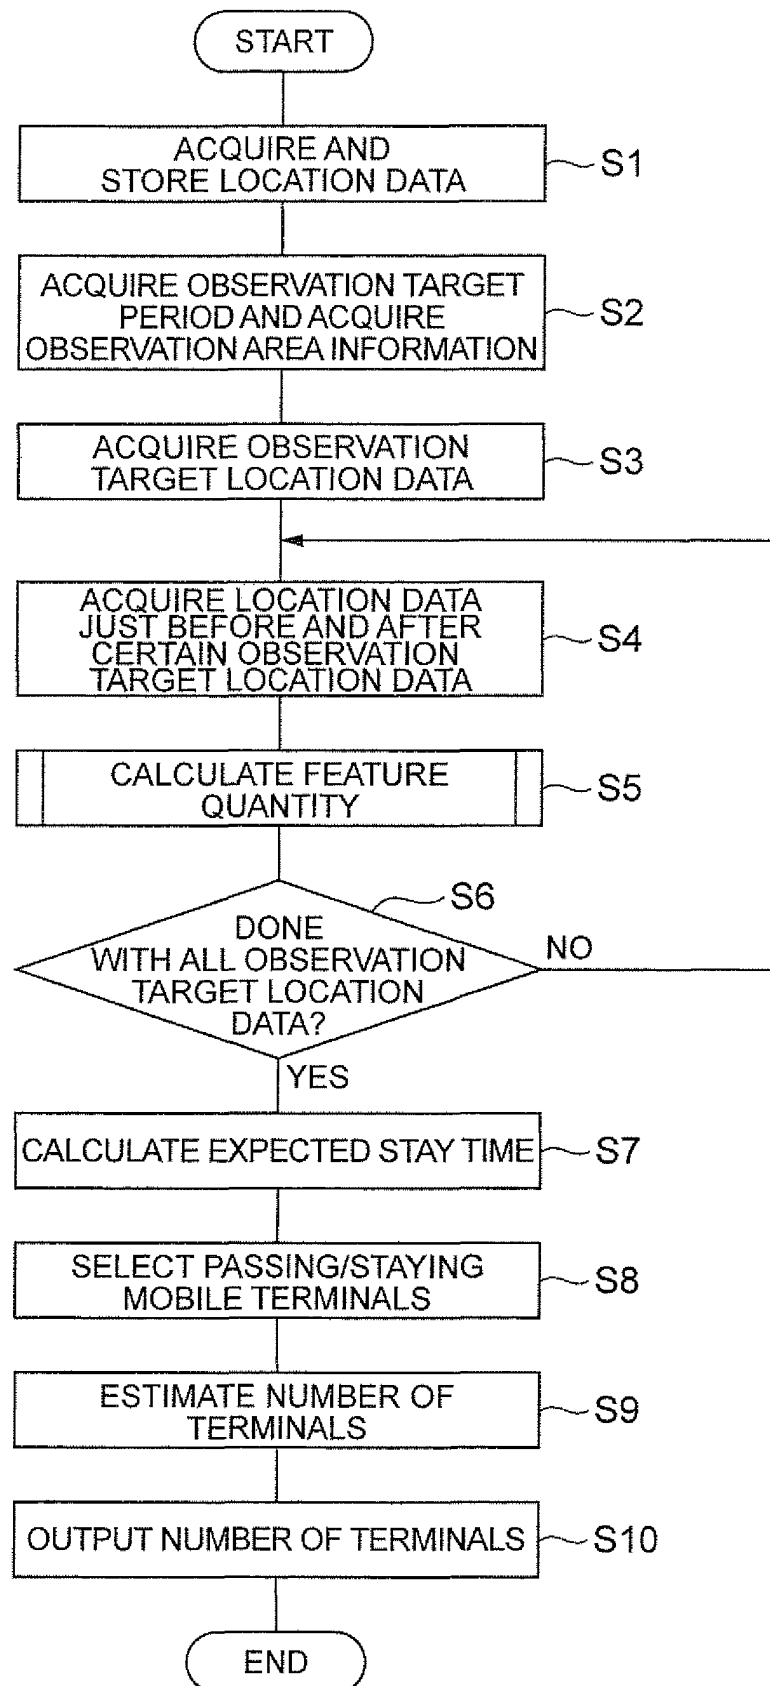 START
ACQUIRE AND
STORE LOCATION DATA
S1
ACQUIRE OBSERVATION TARGET
PERIOD AND ACQUIRE
OBSERVATION AREA INFORMATION
S2
ACQUIRE OBSERVATION
TARGET LOCATION DATA
S3
ACQUIRE LOCATION DATA
JUST BEFORE AND AFTER
CERTAIN OBSERVATION
TARGET LOCATION DATA
S4
CALCULATE FEATURE
QUANTITY
S5
S6
DONE
WITH ALL OBSERVATION
TARGET LOCATION
DATA?
NO
YES
CALCULATE EXPECTED STAY TIME
S7
SELECT PASSING/STAYING
MOBILE TERMINALS
S8
ESTIMATE NUMBER OF
TERMINALS
S9
OUTPUT NUMBER OF TERMINALS
S10
END